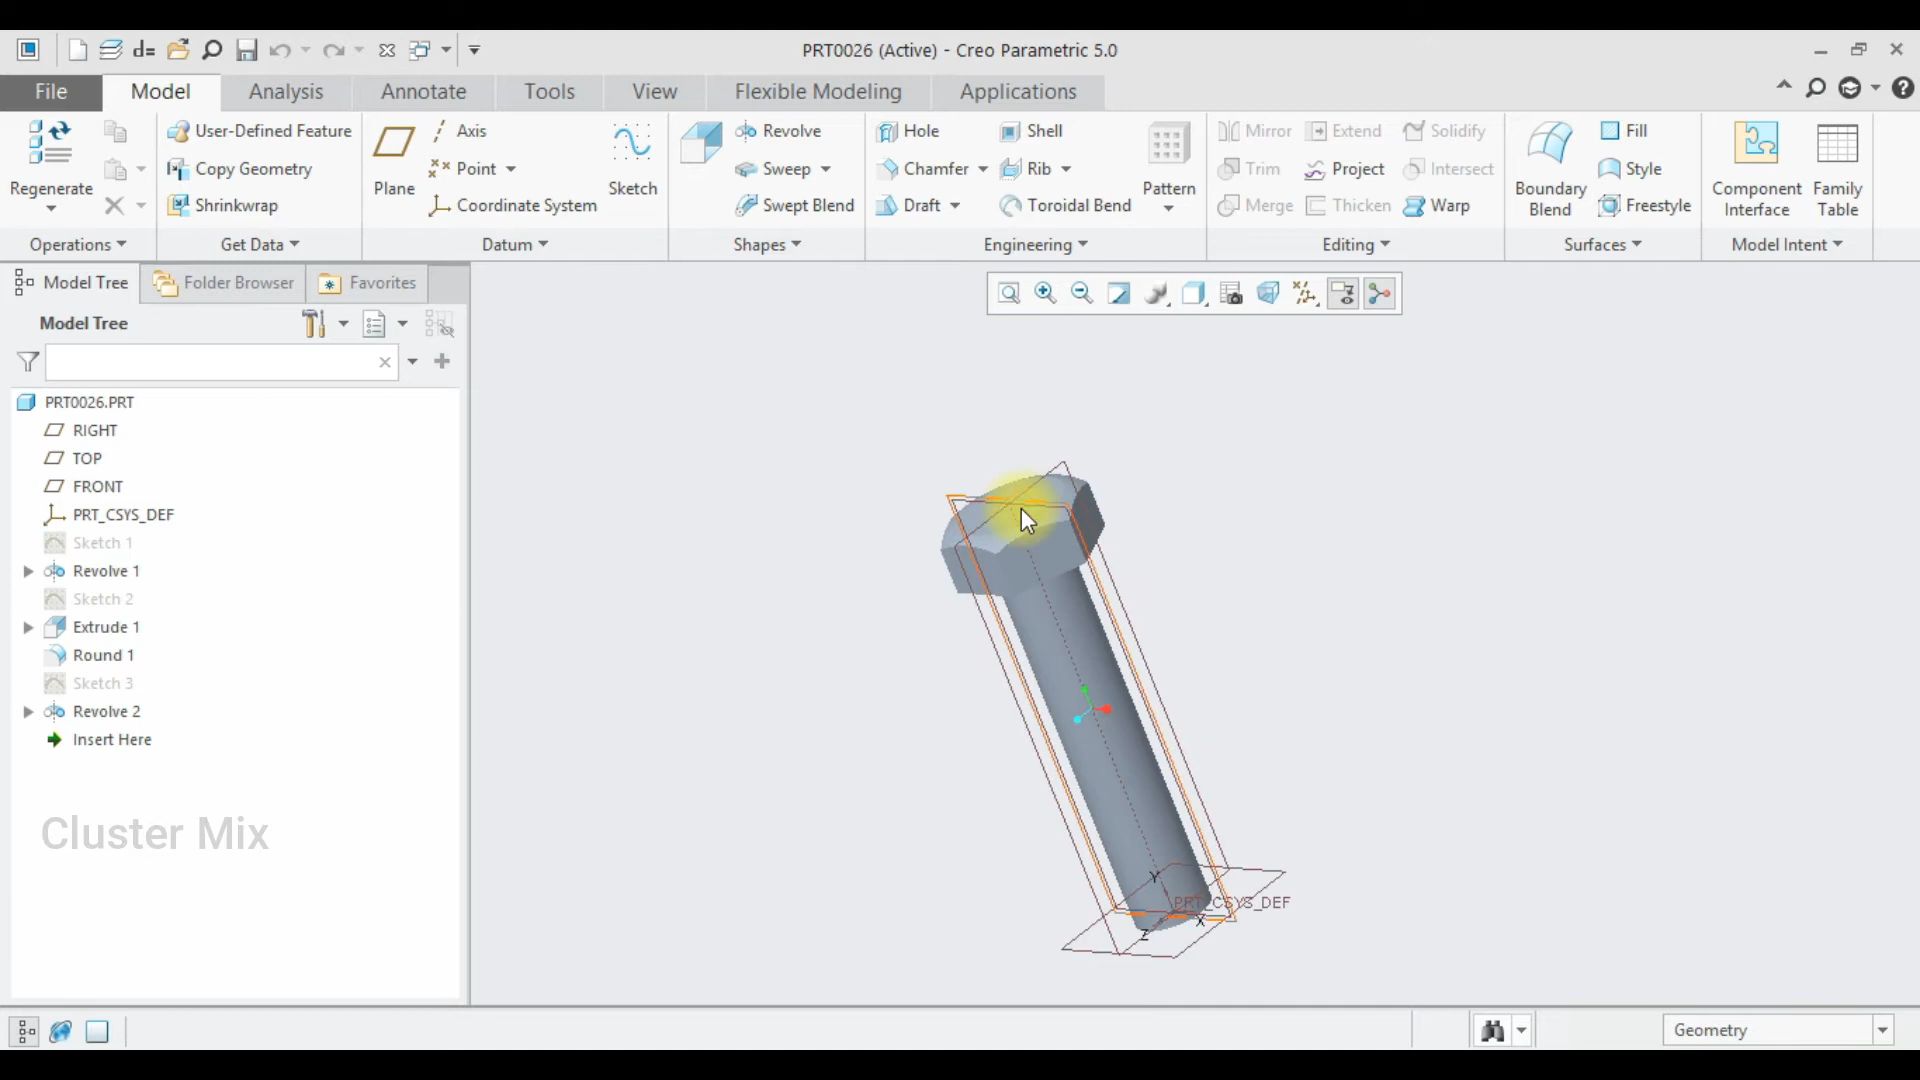 PRT0026 (Active) - Creo Parametric 5.0
File Model Analysis Annotate Tools View Flexible Modeling Applications
d=
Regenerate
Operations
User-Defined Feature
Copy Geometry
Shrinkwrap
Get Data
Plane
Axis
Point
Coordinate System
Sketch
Datum
Revolve
Sweep
Swept Blend
Shapes
Hole
Chamfer
Draft
Shell
Rib
Toroidal Bend
Pattern
Engineering
Mirror
Trim
Merge
Extend
Project
Thicken
Solidify
Intersect
Warp
Editing
Boundary
Blend
Fill
Style
Freestyle
Surfaces
Component
Interface
Family
Table
Model Intent
Model Tree Folder Browser Favorites
Model Tree
PRT0026.PRT
RIGHT
TOP
FRONT
PRT_CSYS_DEF
Sketch 1
Revolve 1
Sketch 2
Extrude 1
Round 1
Sketch 3
Revolve 2
Insert Here
Cluster Mix
Y
PRT_CSYS_DEF
X
Z
Geometry